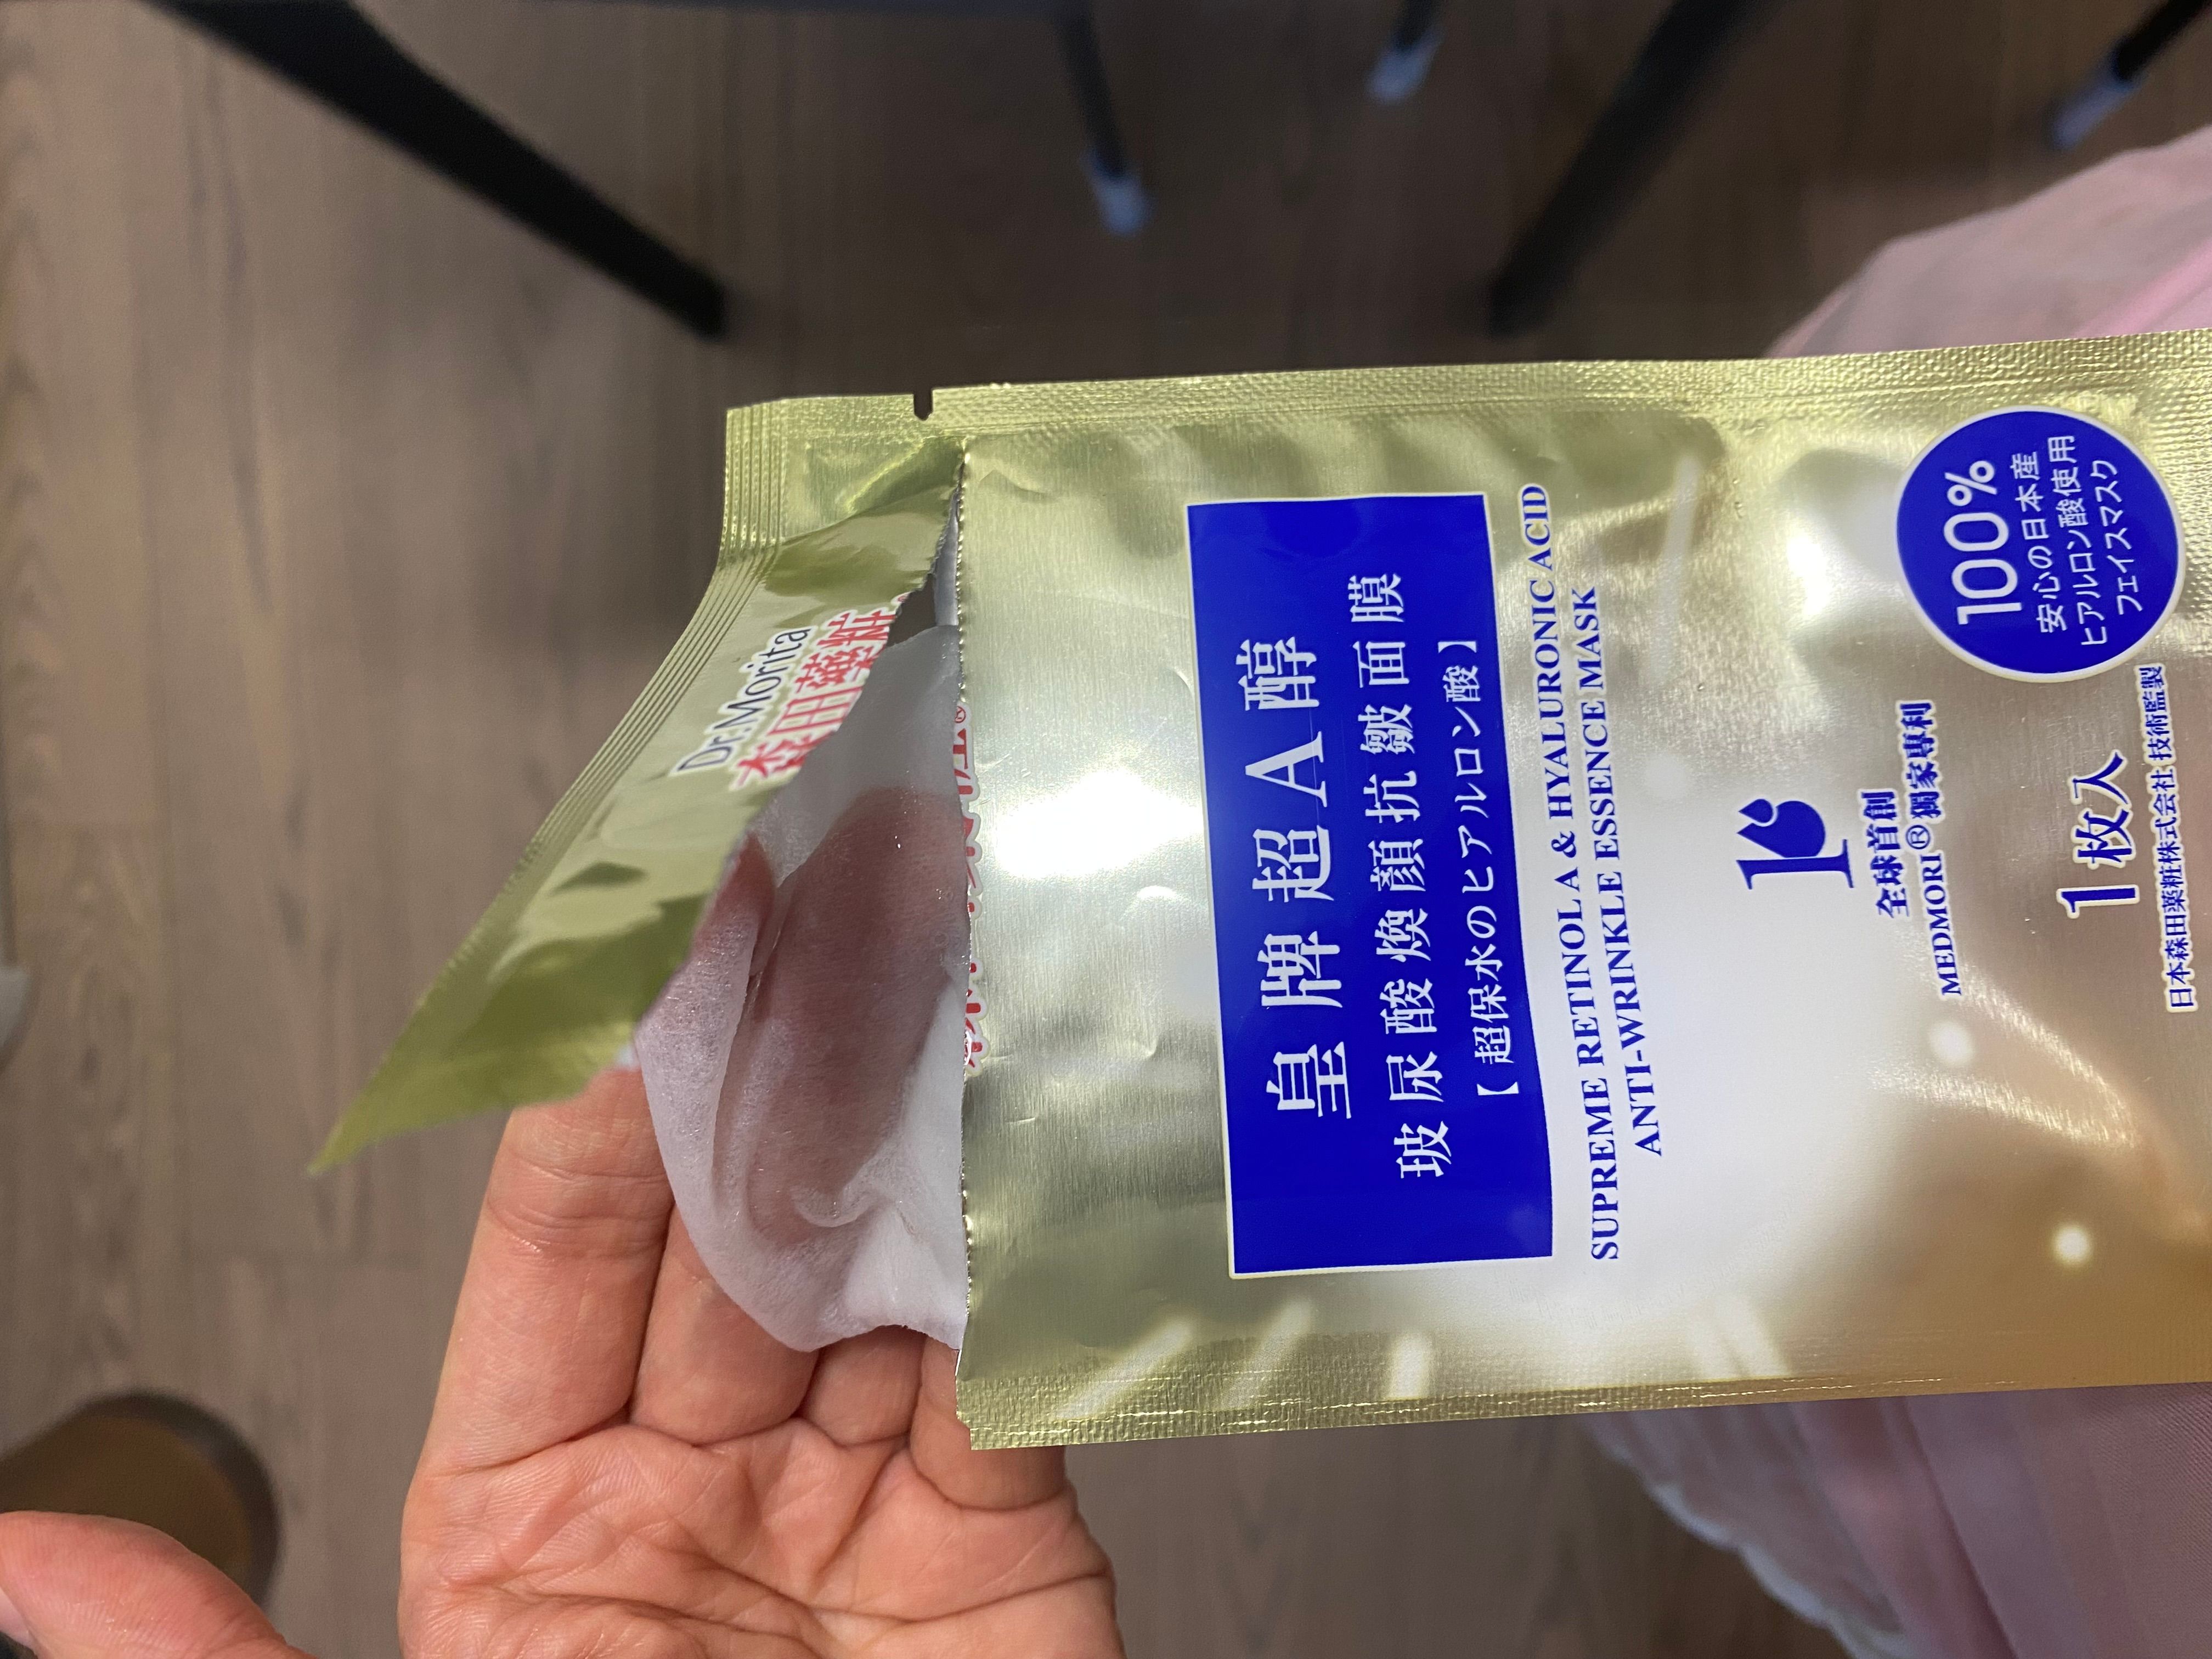 Dr.Morita
森田藥粧
皇牌超A醇
玻尿酸煥顏抗皺面膜
【超保水のヒアルロン酸】
SUPREME RETINOL A & HYALURONIC ACID
ANTI-WRINKLE ESSENCE MASK
全球首創
MEDMORI®獨家專利
100%
安心の日本産
ヒアルロン酸使用
フェイスマスク
1枚入
日本森田薬粧株式会社 技術監製